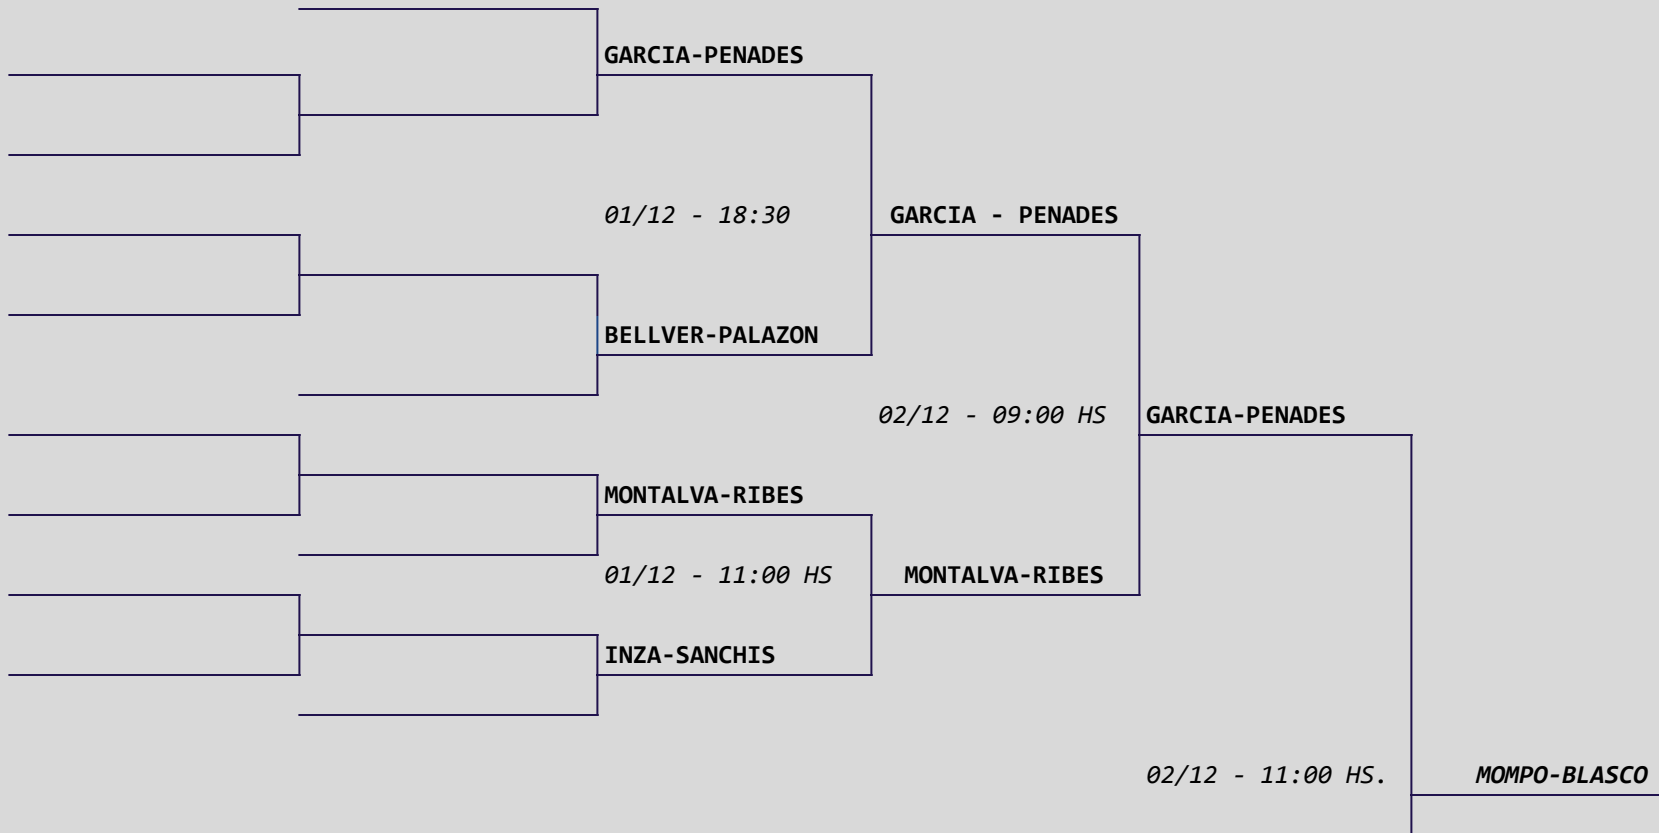 GARCIA-PENADES
01/12 - 18:30
GARCIA - PENADES
BELLVER-PALAZON
02/12 - 09:00 HS
GARCIA-PENADES
MONTALVA-RIBES
01/12 - 11:00 HS
MONTALVA-RIBES
INZA-SANCHIS
02/12 - 11:00 HS.
MOMPO-BLASCO